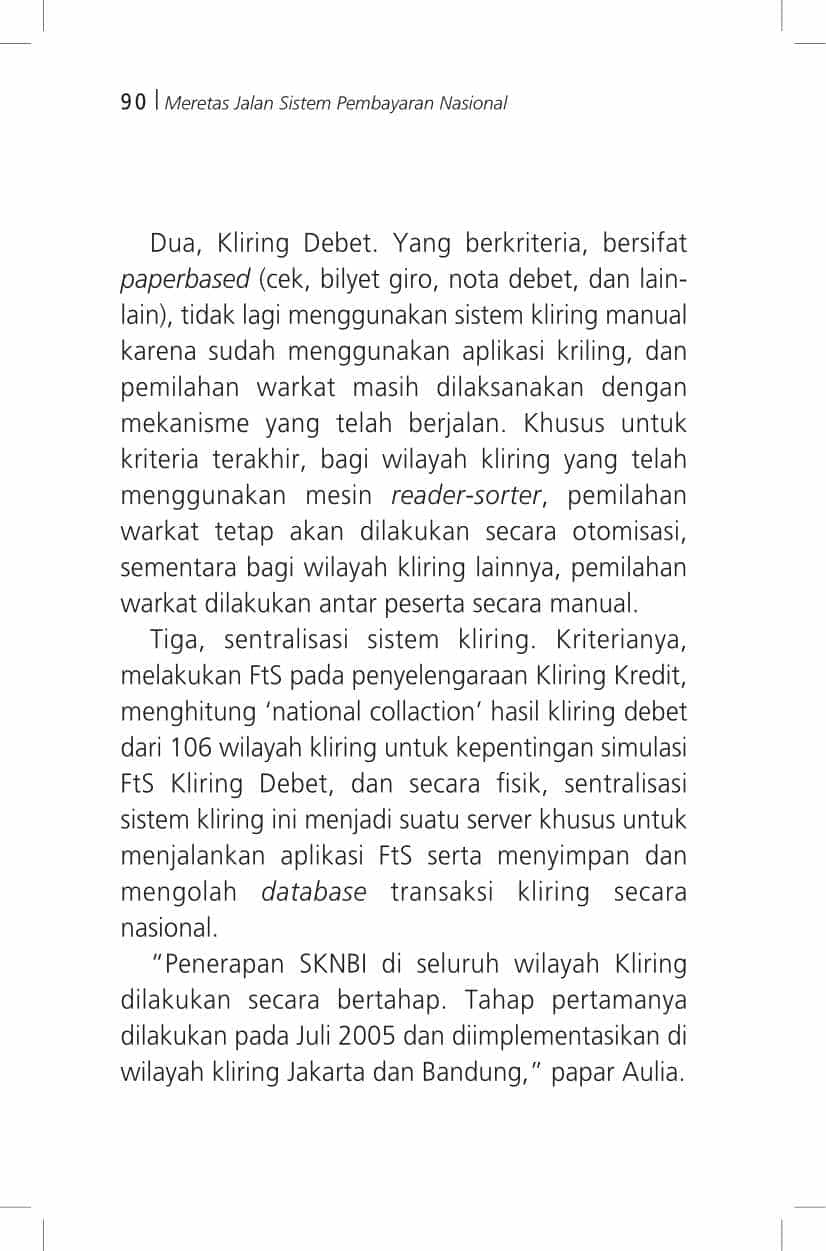 90 | Meretas Jalan Sistem Pembayaran Nasional
Dua, Kliring Debet. Yang berkriteria, bersifat
paperbased (cek, bilyet giro, nota debet, dan lain-
lain), tidak lagi menggunakan sistem kliring manual
karena sudah menggunakan aplikasi kriling, dan
pemilahan warkat masih dilaksanakan dengan
mekanisme yang telah berjalan. Khusus untuk
kriteria terakhir, bagi wilayah kliring yang telah
menggunakan mesin reader-sorter, pemilahan
warkat tetap akan dilakukan secara otomisasi,
sementara bagi wilayah kliring lainnya, pemilahan
warkat dilakukan antar peserta secara manual.
Tiga, sentralisasi sistem kliring. Kriterianya,
melakukan FtS pada penyelengaraan Kliring Kredit,
menghitung ‘national collaction’ hasil kliring debet
dari 106 wilayah kliring untuk kepentingan simulasi
FtS Kliring Debet, dan secara fisik, sentralisasi
sistem kliring ini menjadi suatu server khusus untuk
menjalankan aplikasi FtS serta menyimpan dan
mengolah database transaksi kliring secara
nasional.
“Penerapan SKNBI di seluruh wilayah Kliring
dilakukan secara bertahap. Tahap pertamanya
dilakukan pada Juli 2005 dan diimplementasikan di
wilayah kliring Jakarta dan Bandung,” papar Aulia.